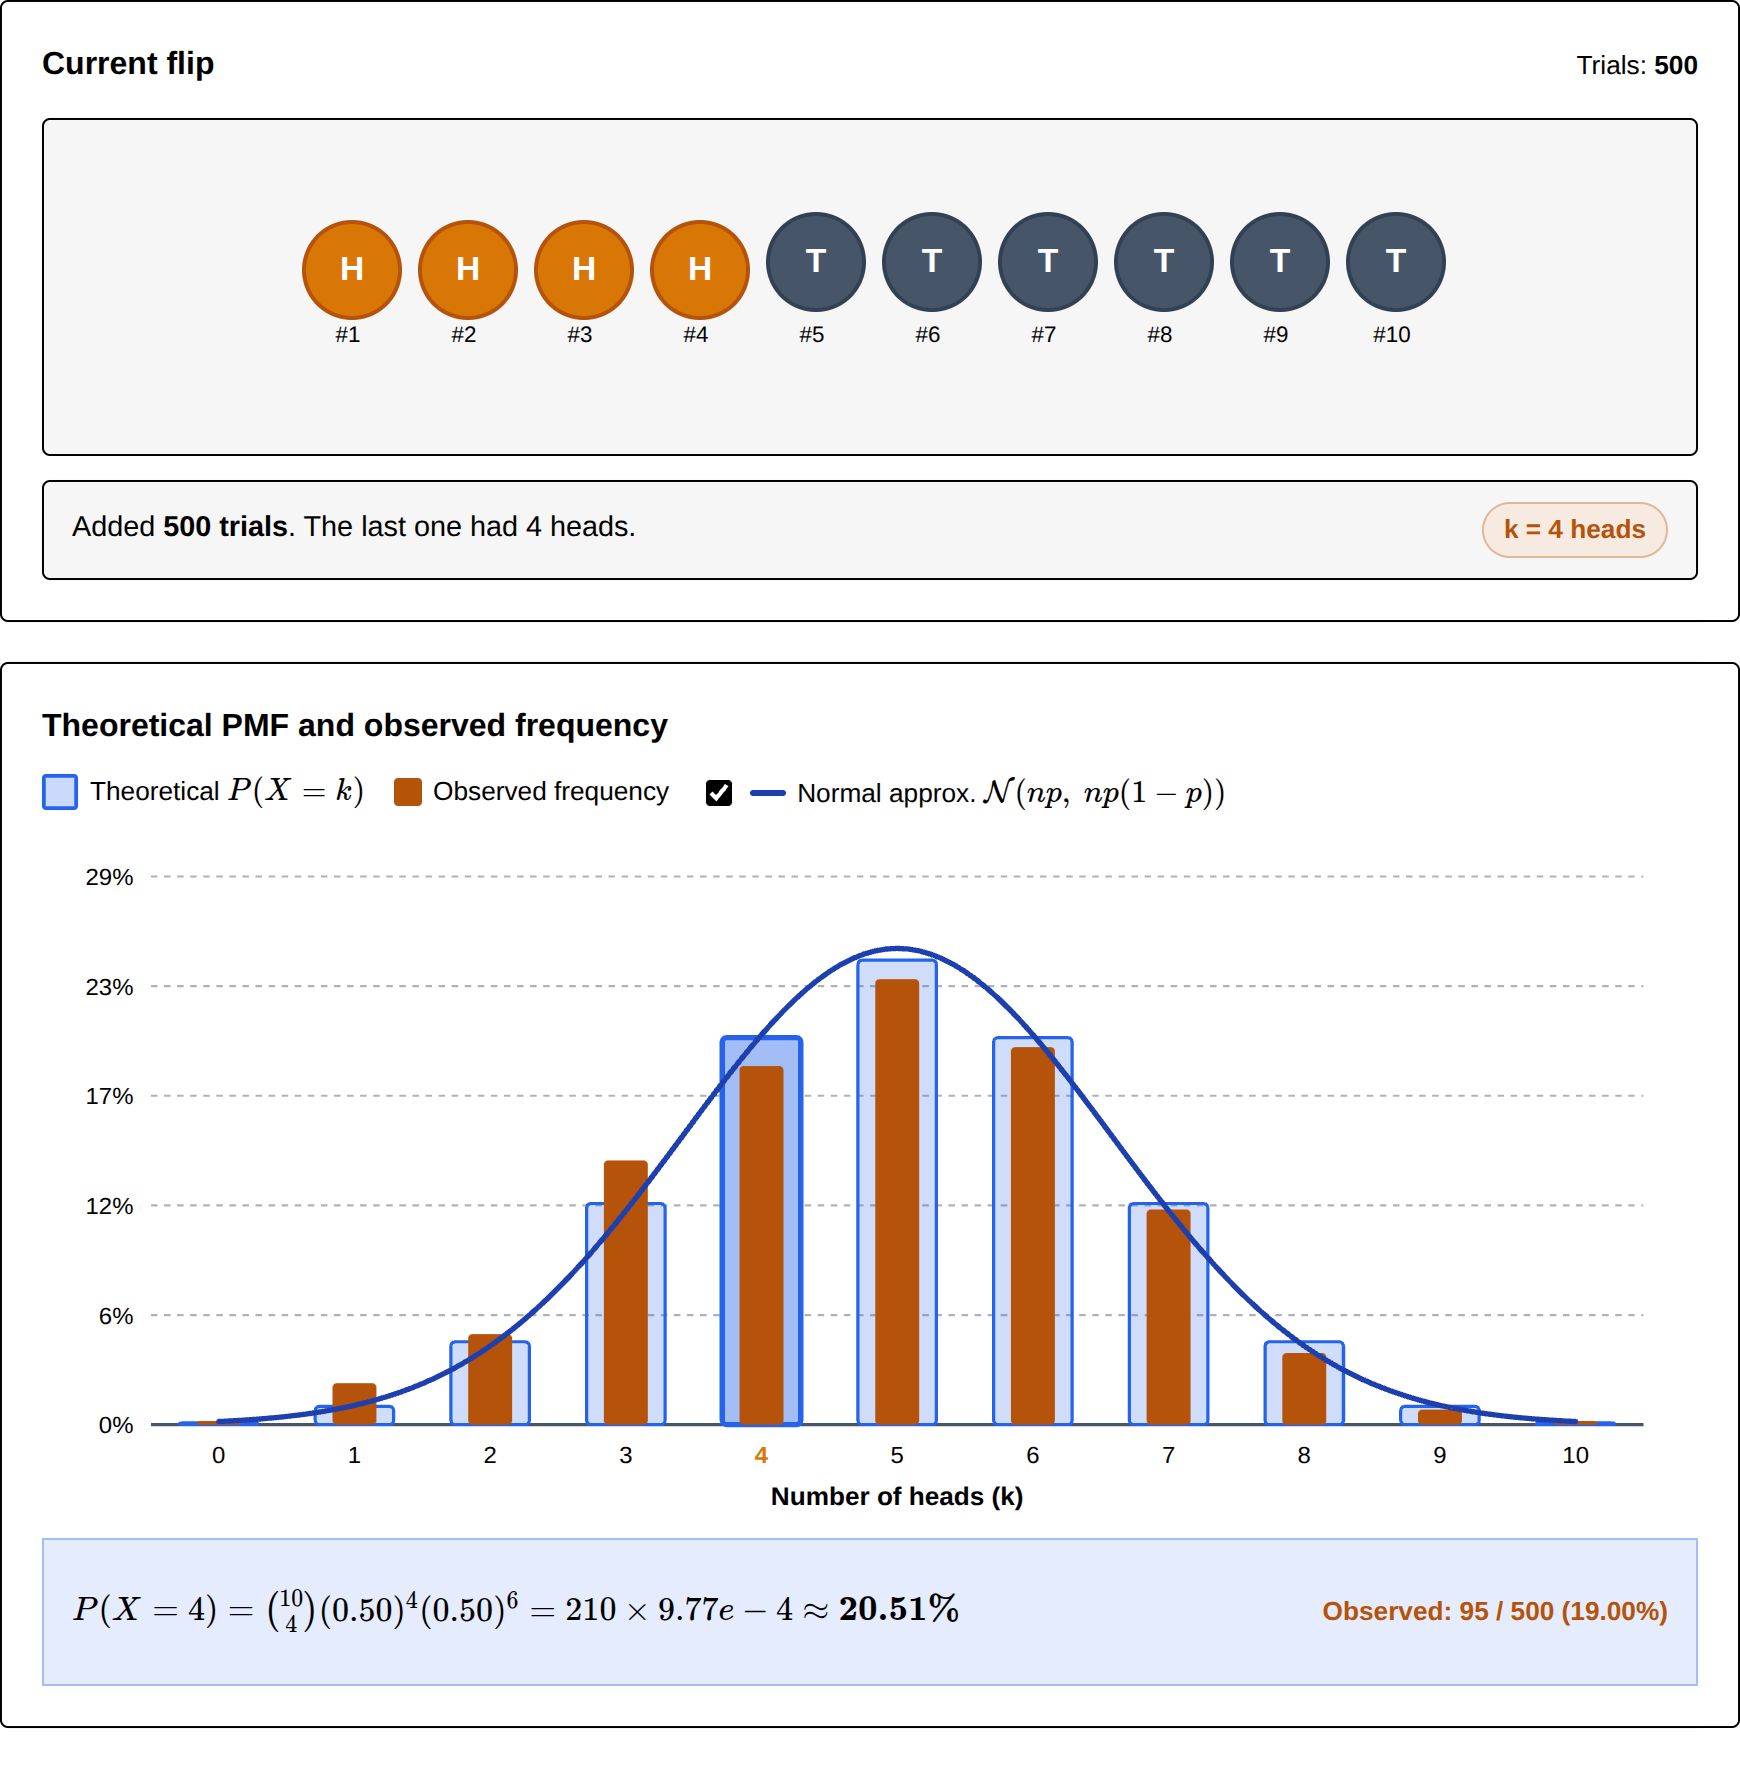 Current flip
Trials: 500
H H H H T T T T T T
#1 #2 #3 #4 #5 #6 #7 #8 #9 #10
Added 500 trials. The last one had 4 heads.
k = 4 heads
Theoretical PMF and observed frequency
Theoretical P(X = k) Observed frequency Normal approx. 𝒩(np, np(1 − p))
29%
23%
17%
12%
6%
0%
0 1 2 3 4 5 6 7 8 9 10
Number of heads (k)
P(X = 4) = (10 4)(0.50)⁴(0.50)⁶ = 210 × 9.77e − 4 ≈ 20.51%
Observed: 95 / 500 (19.00%)